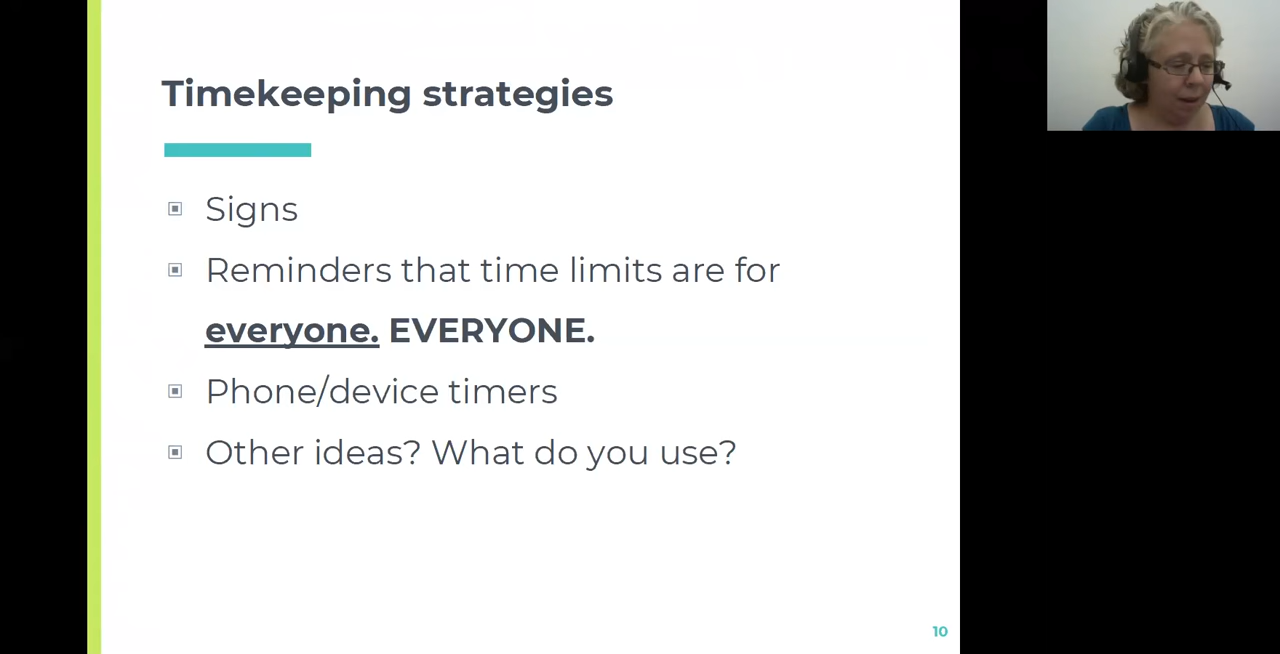 Timekeeping strategies
Signs
Reminders that time limits are for
everyone. EVERYONE.
Phone/device timers
Other ideas? What do you use?
10